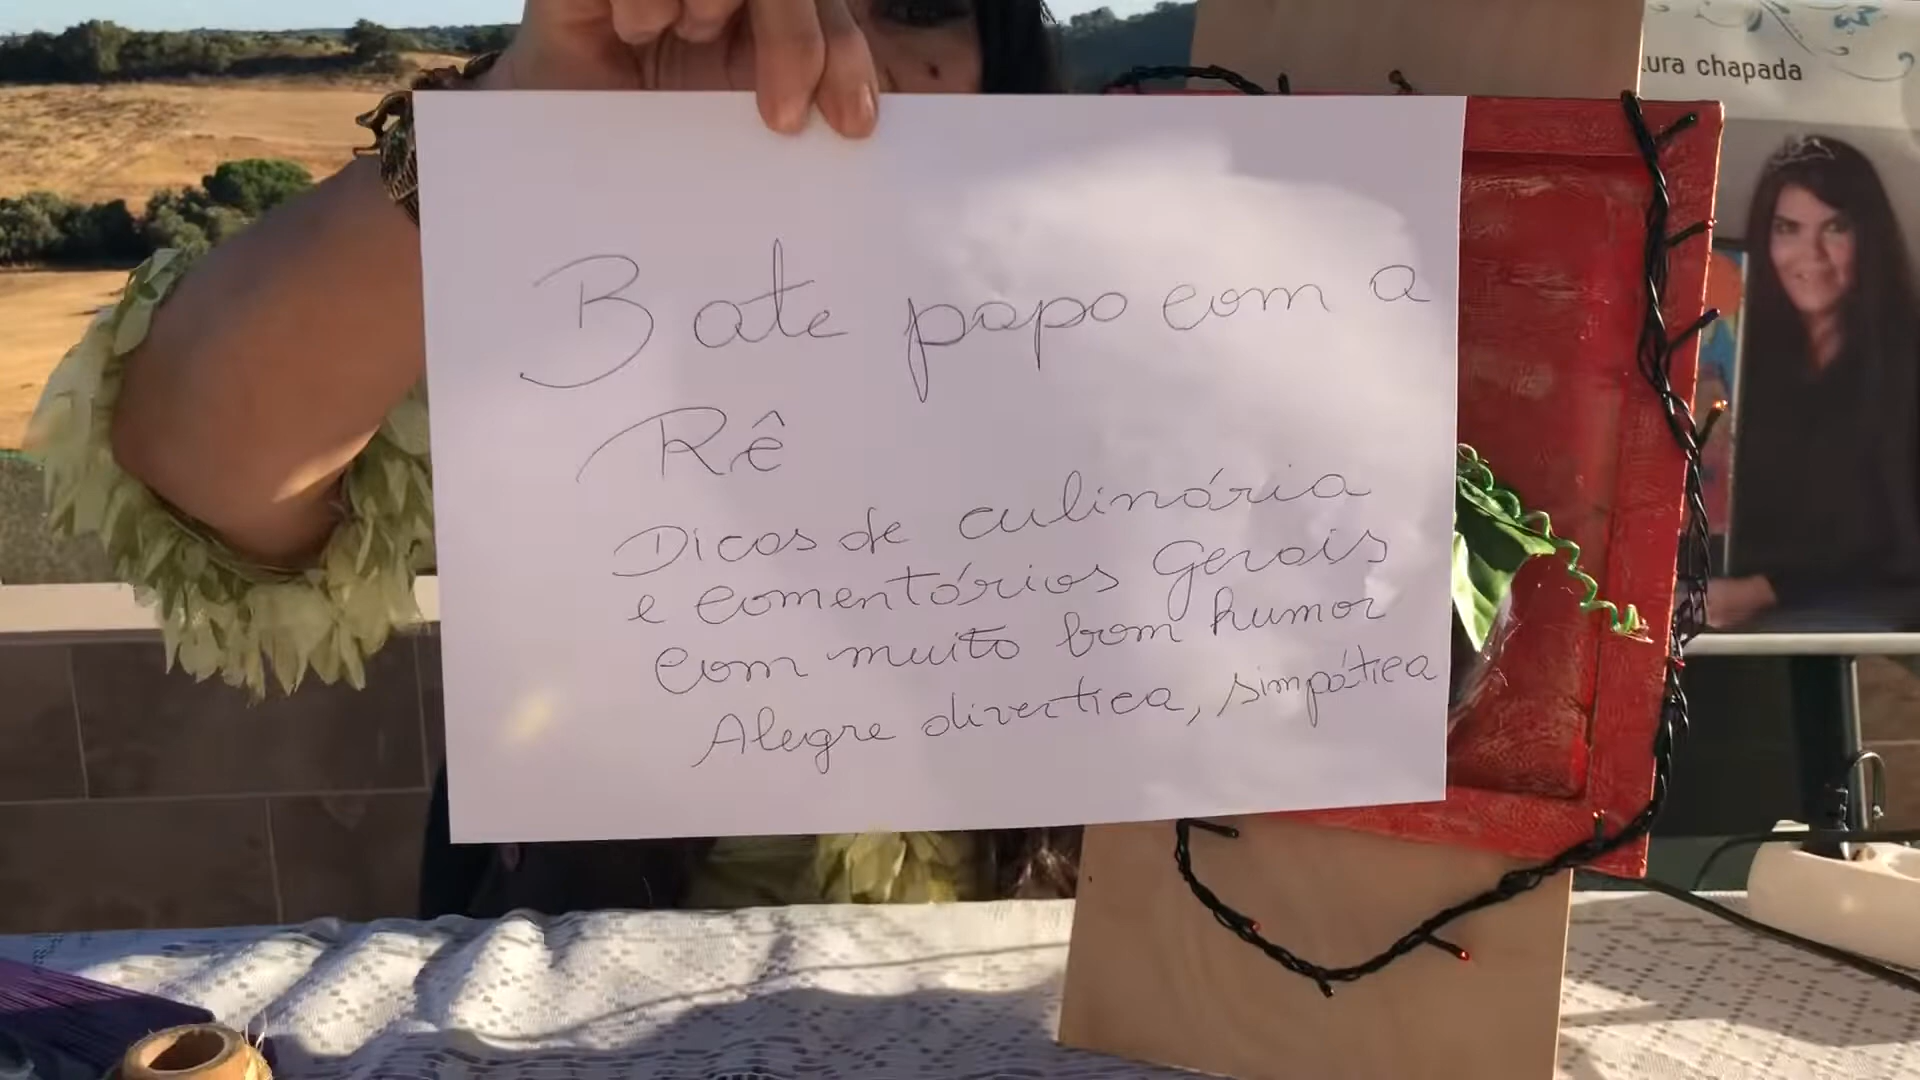 Bate papo com a
Rê
Dicas de culinária
e comentários Gerais
com muito bom humor
Alegre divertica, simpática
ura chapada